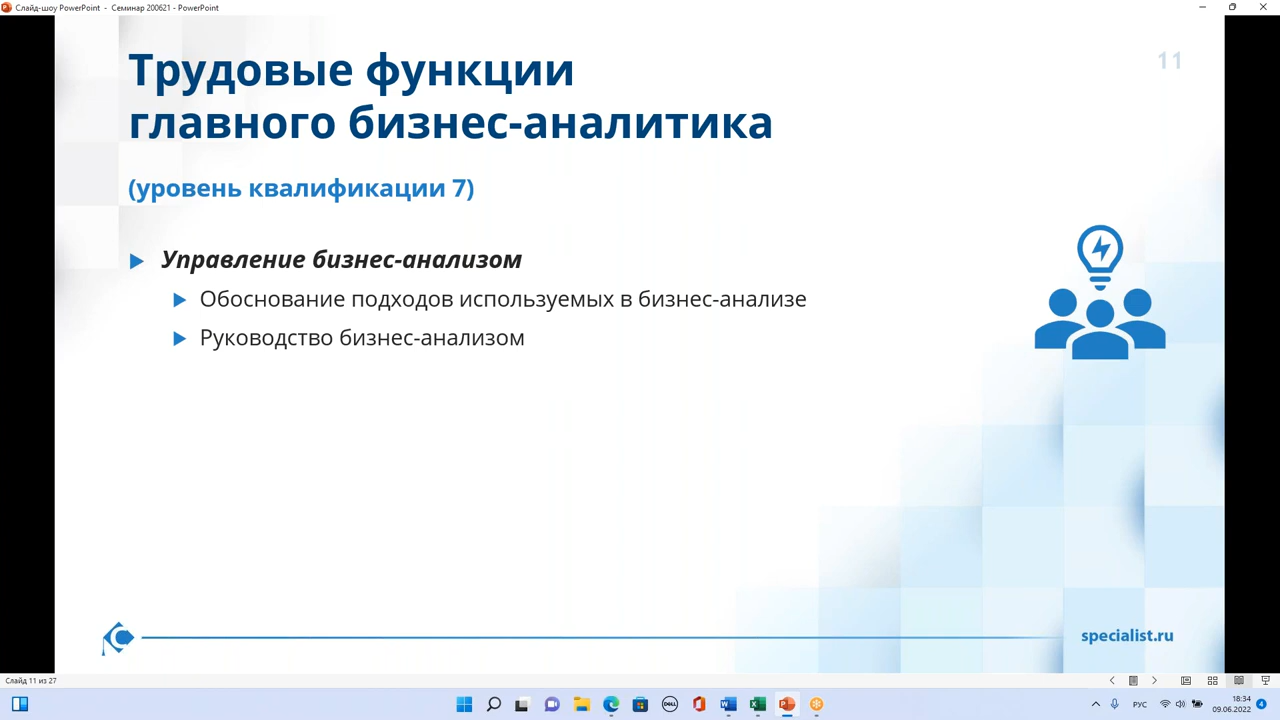 Слайд-шоу PowerPoint - Семинар 200621 - PowerPoint
11
Трудовые функции
главного бизнес-аналитика
(уровень квалификации 7)
Управление бизнес-анализом
Обоснование подходов используемых в бизнес-анализе
Руководство бизнес-анализом
specialist.ru
Слайд 11 из 27
DELL
РУС
18:34
09.06.2022
4